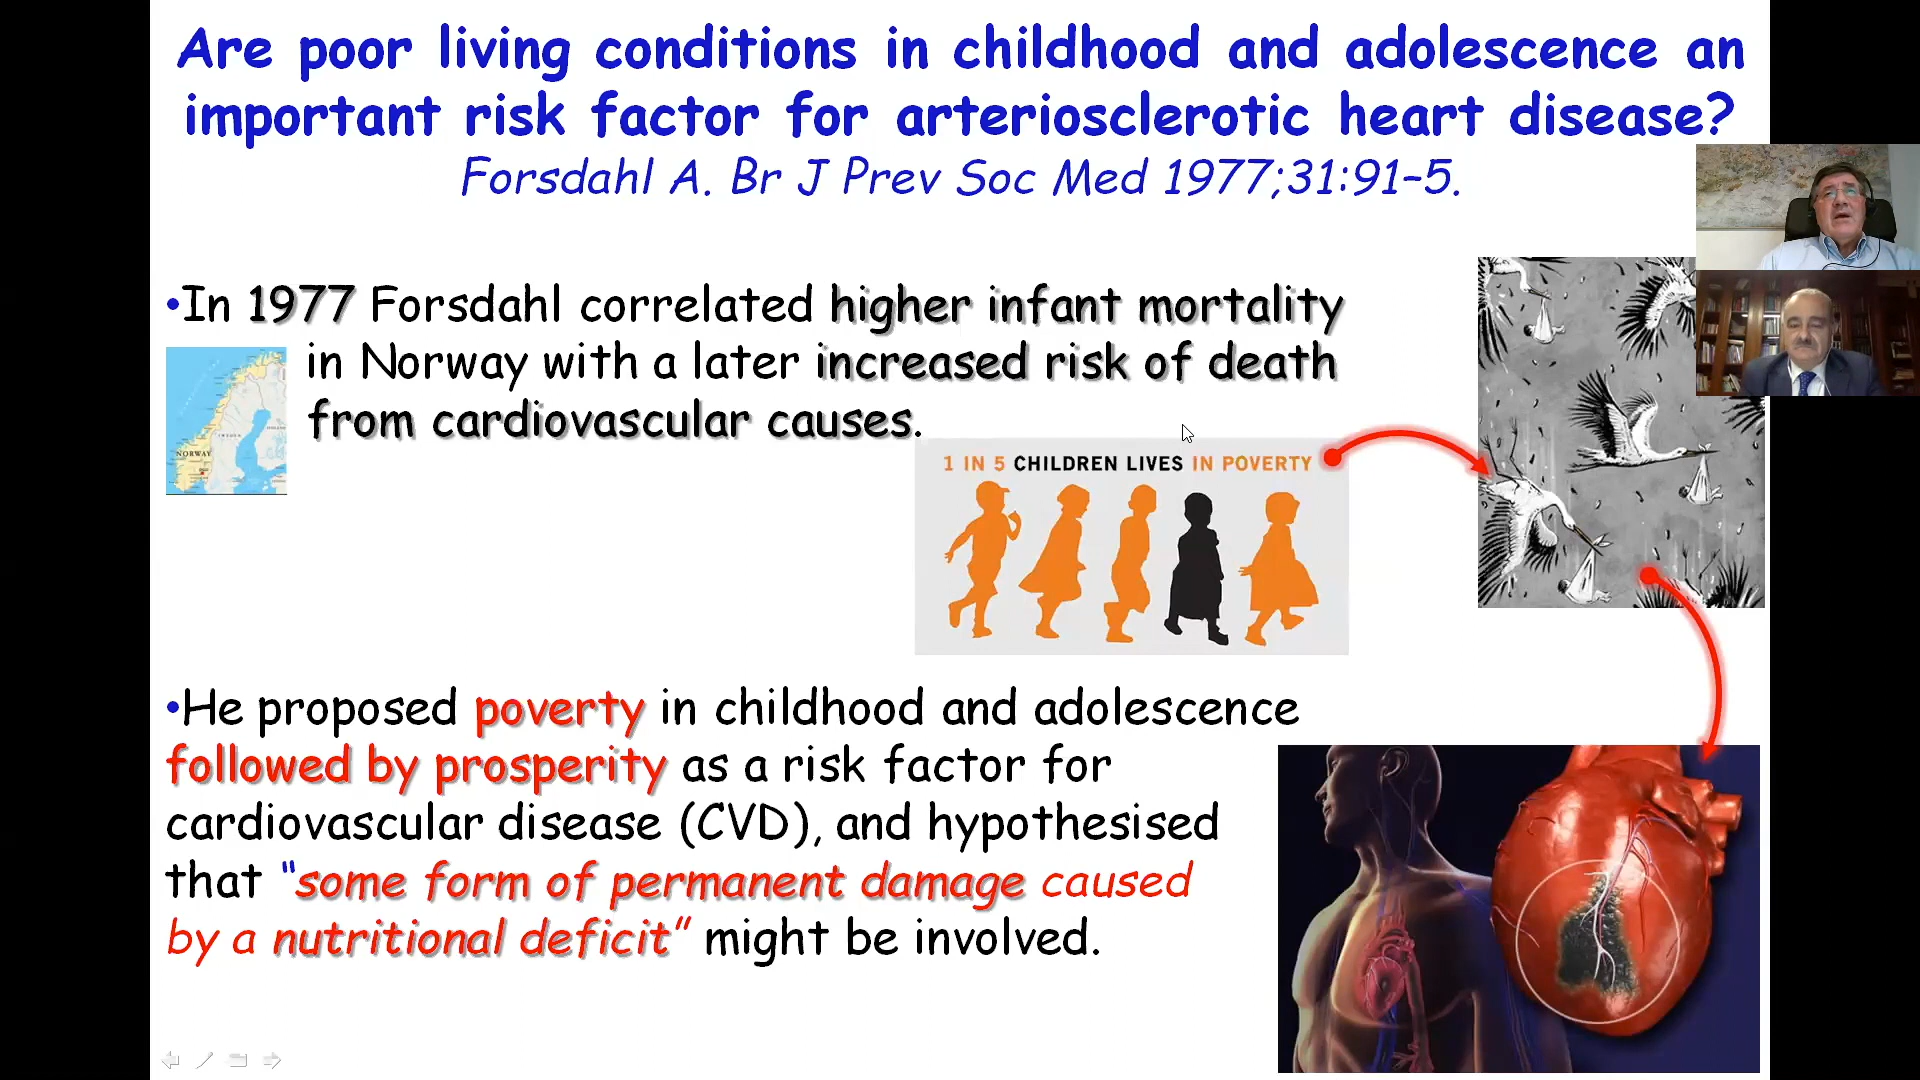 Are poor living conditions in childhood and adolescence an
important risk factor for arteriosclerotic heart disease?
Forsdahl A. Br J Prev Soc Med 1977;31:91–5.
•In 1977 Forsdahl correlated higher infant mortality
in Norway with a later increased risk of death
from cardiovascular causes.
NORWAY
1 IN 5 CHILDREN LIVES IN POVERTY
•He proposed poverty in childhood and adolescence
followed by prosperity as a risk factor for
cardiovascular disease (CVD), and hypothesised
that “some form of permanent damage caused
by a nutritional deficit” might be involved.